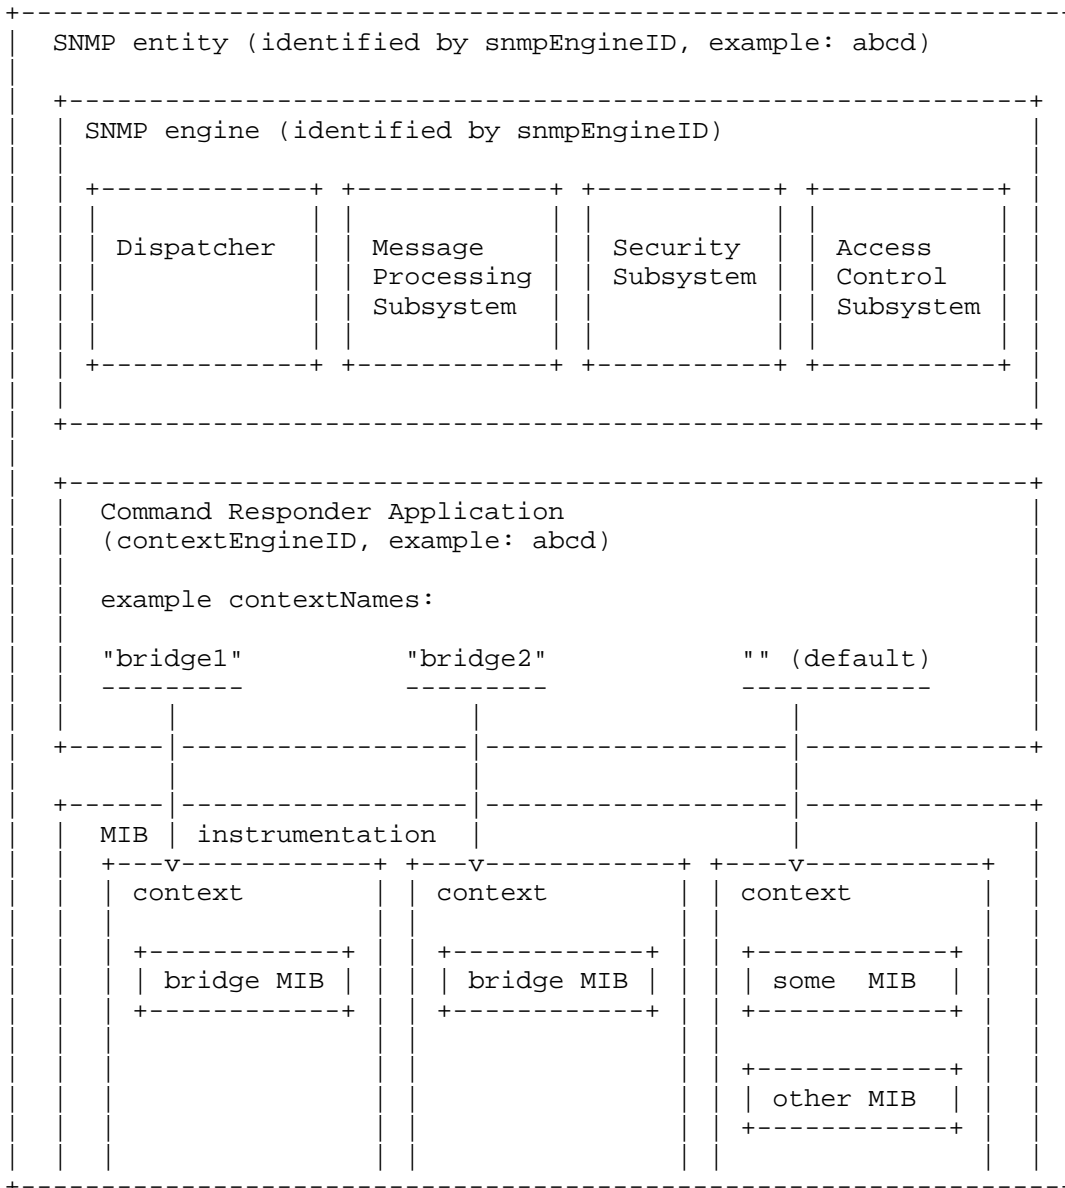 SNMP entity (identified by snmpEngineID, example: abcd)
SNMP engine (identified by snmpEngineID)
Dispatcher Message Security Access
Processing Subsystem Control
Subsystem Subsystem
Command Responder Application
(contextEngineID, example: abcd)
example contextNames:
"bridge1" "bridge2" "" (default)
MIB instrumentation
context context context
bridge MIB bridge MIB some MIB
other MIB